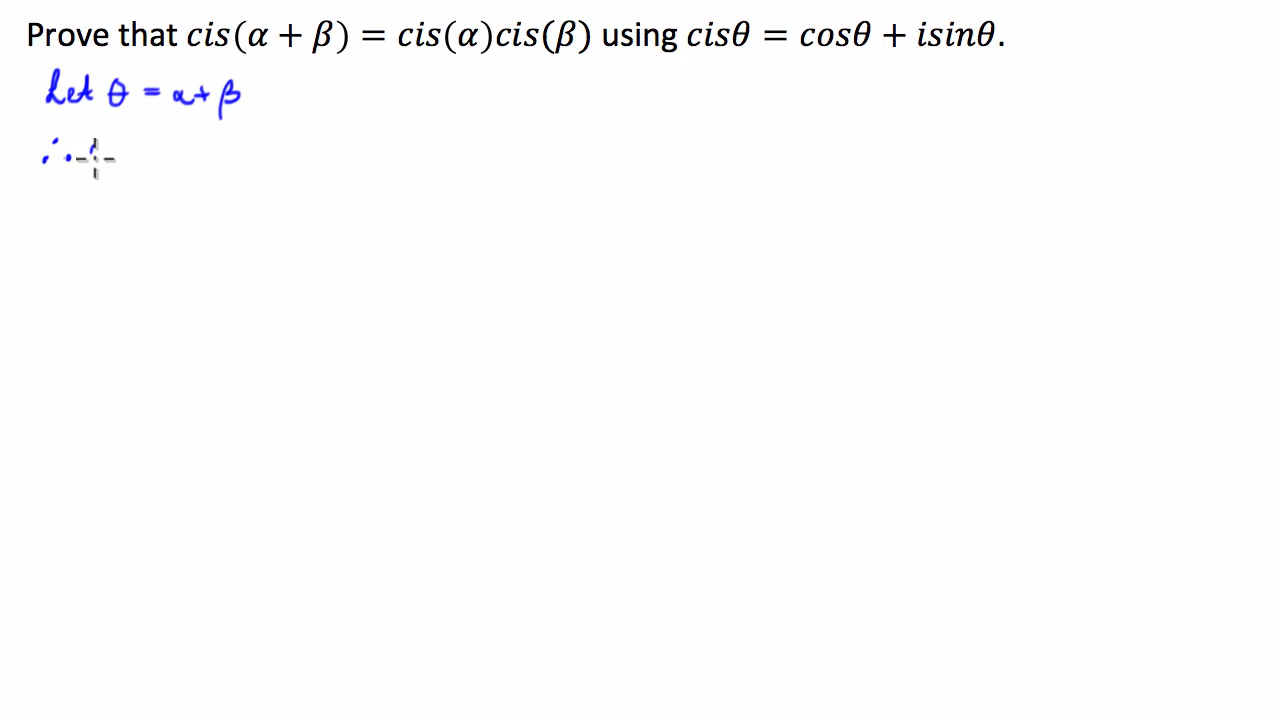 Prove that cis(α + β) = cis(α)cis(β) using cisθ = cosθ + isinθ.
Let θ = α + β
∴